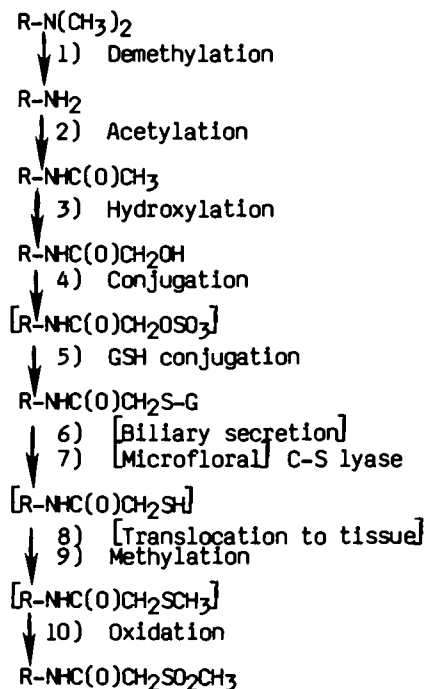 R-N(CH3)2
1) Demethylation
R-NH2
2) Acetylation
R-NHC(O)CH3
3) Hydroxylation
R-NHC(O)CH2OH
4) Conjugation
[R-NHC(O)CH2OSO3]
5) GSH conjugation
R-NHC(O)CH2S-G
6) [Biliary secretion]
7) [Microfloral] C-S lyase
[R-NHC(O)CH2SH]
8) [Translocation to tissue]
9) Methylation
[R-NHC(O)CH2SCH3]
10) Oxidation
R-NHC(O)CH2SO2CH3